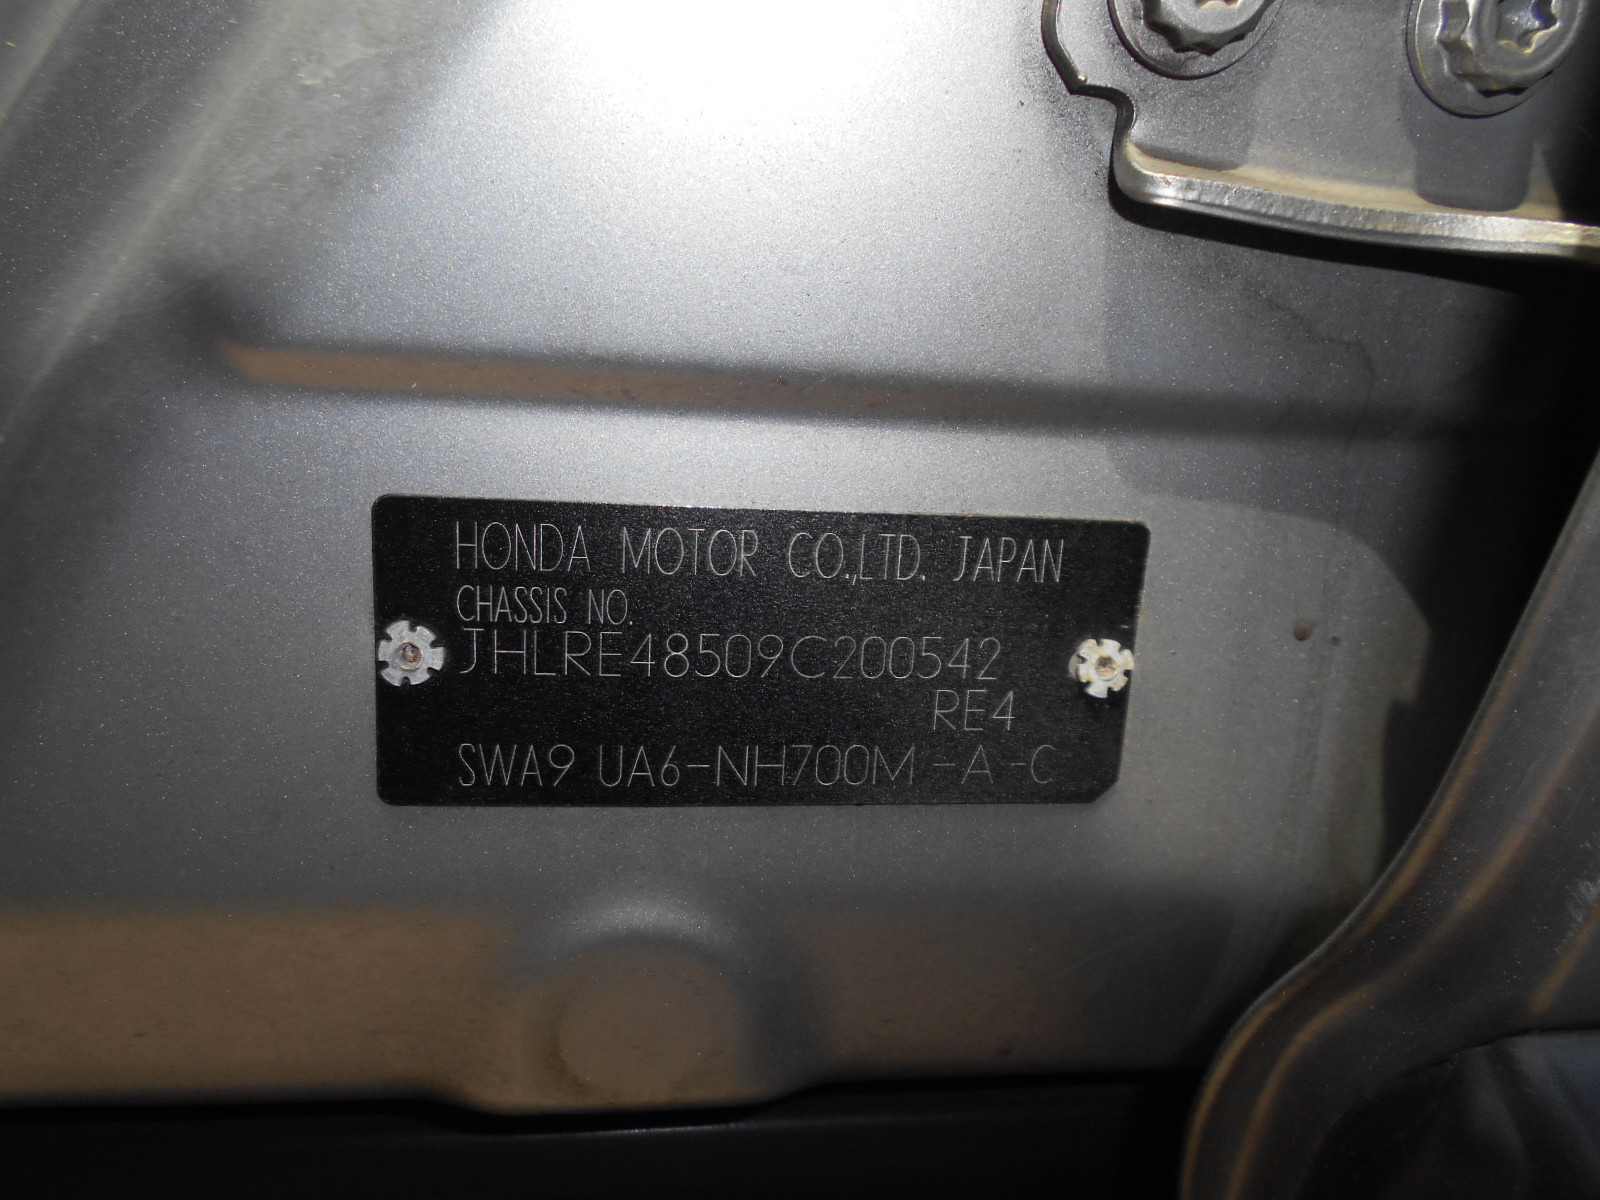 HONDA MOTOR CO.,LTD. JAPAN
CHASSIS NO.
JHLRE48509C200542
RE4
SWA9 UA6-NH700M -A -C